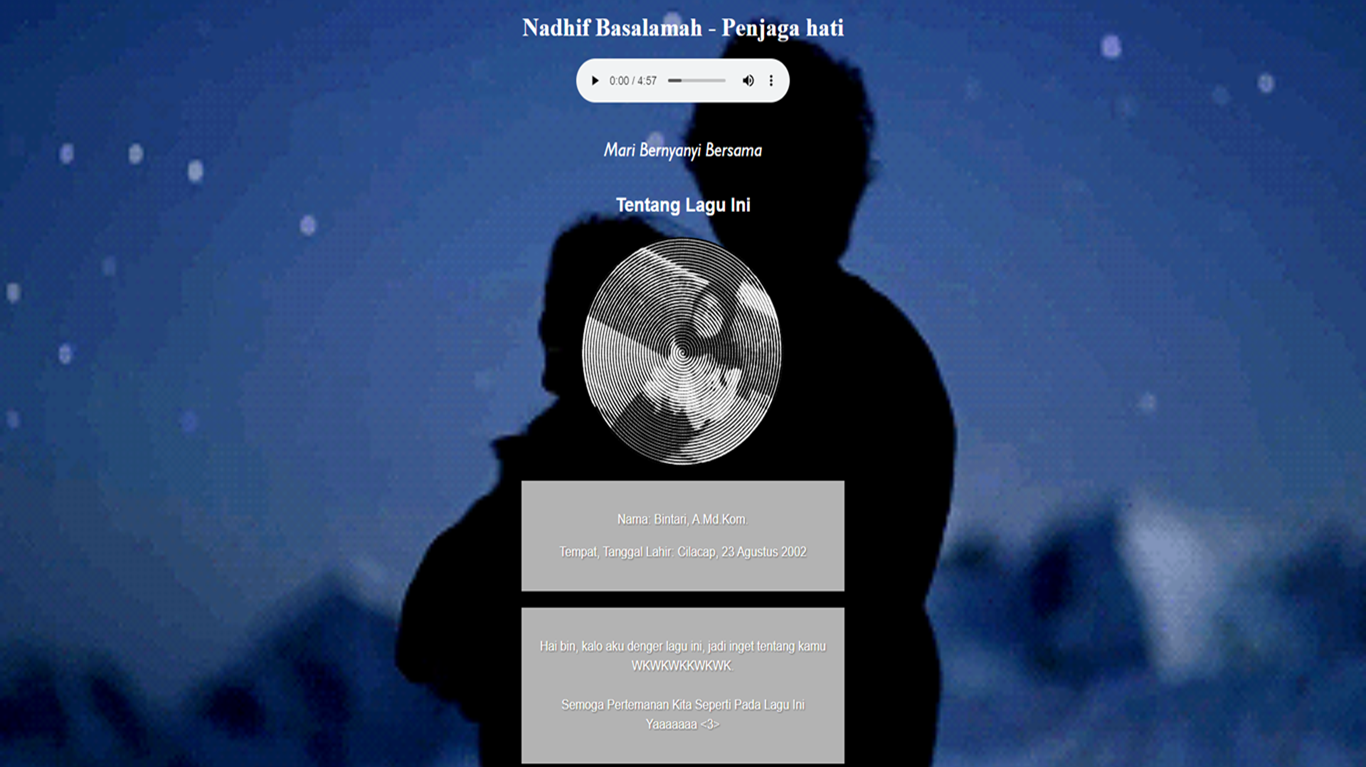 Nadhif Basalamah - Penjaga hati
0:00 / 4:57
Mari Bernyanyi Bersama
Tentang Lagu Ini
Nama: Bintari, A.Md.Kom.
Tempat, Tanggal Lahir: Cilacap, 23 Agustus 2002
Hai bin, kalo aku denger lagu ini, jadi inget tentang kamu
WKWKWKKWKWK.
Semoga Pertemanan Kita Seperti Pada Lagu Ini
Yaaaaaaa <3>